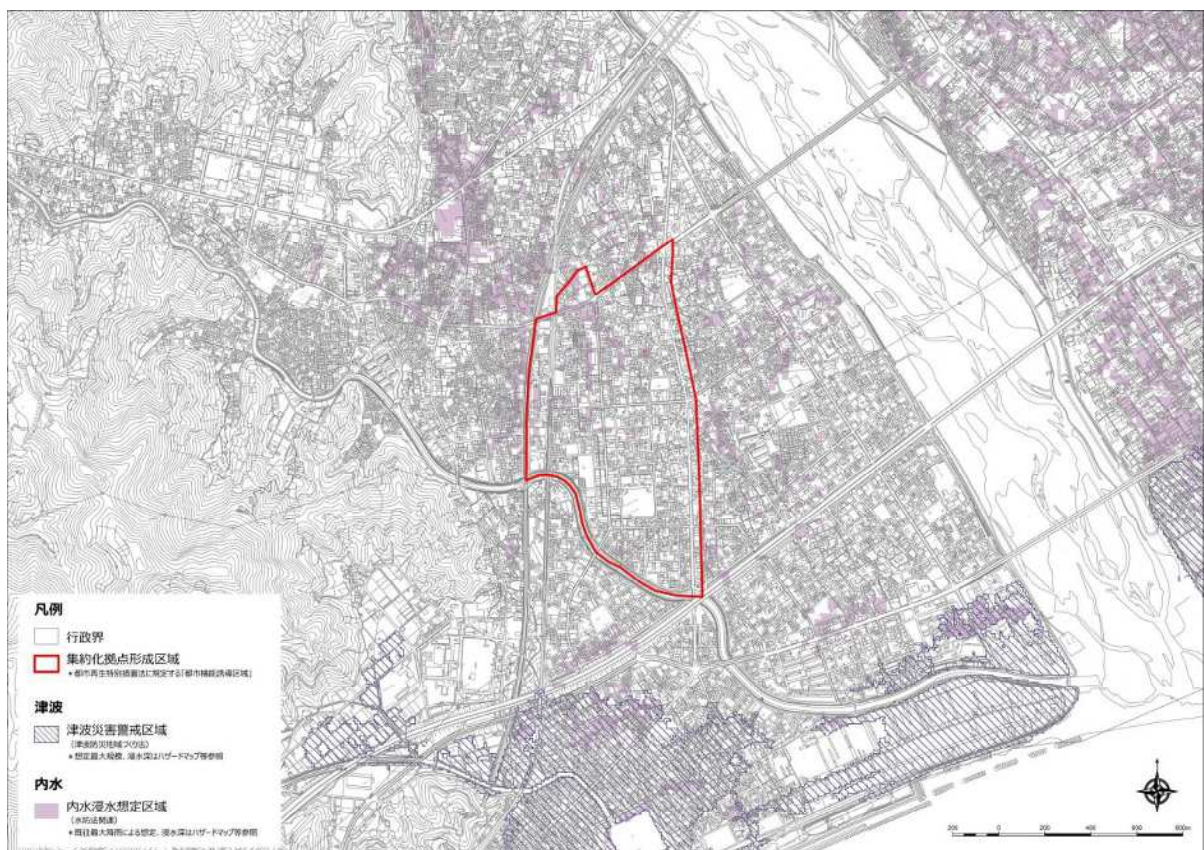 凡例
行政界
集約化拠点形成区域
*都市再生特別措置法に規定する「都市機能誘導区域」
津波
津波災害警戒区域
(津波防災地域づくり法)
*想定最大規模、浸水深はハザードマップ等参照
内水
内水浸水想定区域
(水防法関連)
*既往最大降雨による想定、浸水深はハザードマップ等参照
200 0 200 400 600 800m